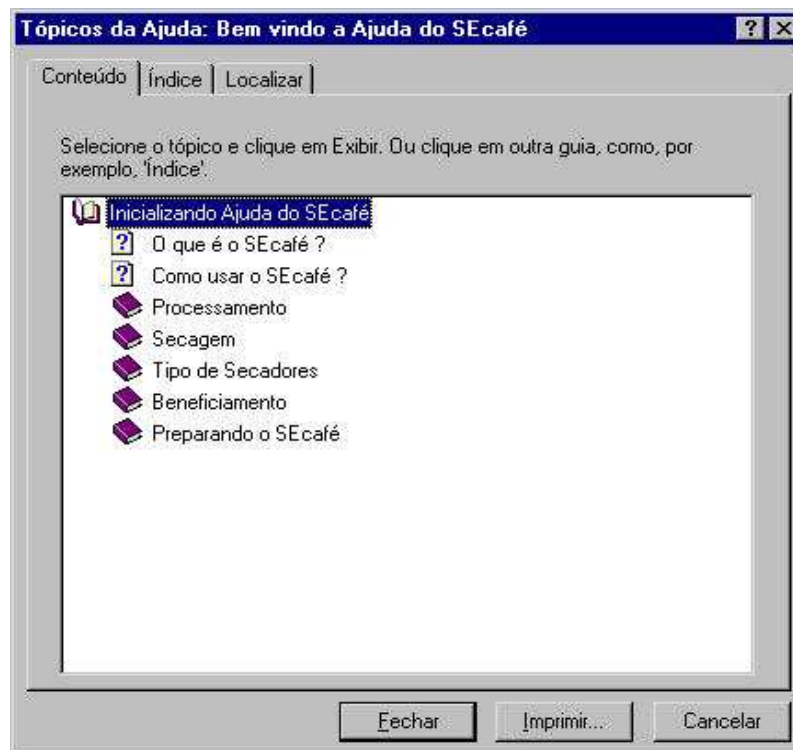 Tópicos da Ajuda: Bem vindo a Ajuda do SEcafé
Conteúdo Índice Localizar
Selecione o tópico e clique em Exibir. Ou clique em outra guia, como, por
exemplo, 'Índice'.
Inicializando Ajuda do SEcafé
O que é o SEcafé ?
Como usar o SEcafé ?
Processamento
Secagem
Tipo de Secadores
Beneficiamento
Preparando o SEcafé
Fechar Imprimir... Cancelar